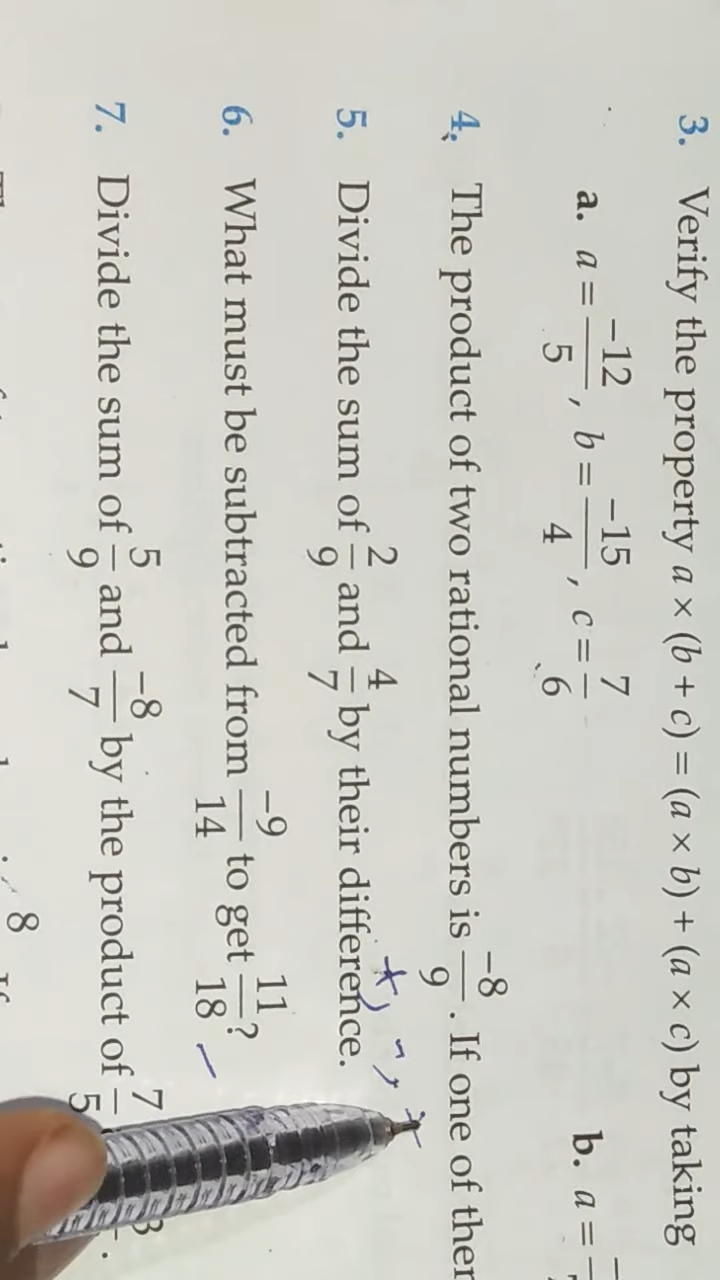 3. Verify the property a × (b + c) = (a × b) + (a × c) by taking
a. a = -12/5, b = -15/4, c = 7/6 b. a =
4. The product of two rational numbers is -8/9. If one of
5. Divide the sum of 2/9 and 4/7 by their difference.
6. What must be subtracted from -9/14 to get 11/18?
7. Divide the sum of 5/9 and -8/7 by the product of 7/5
8